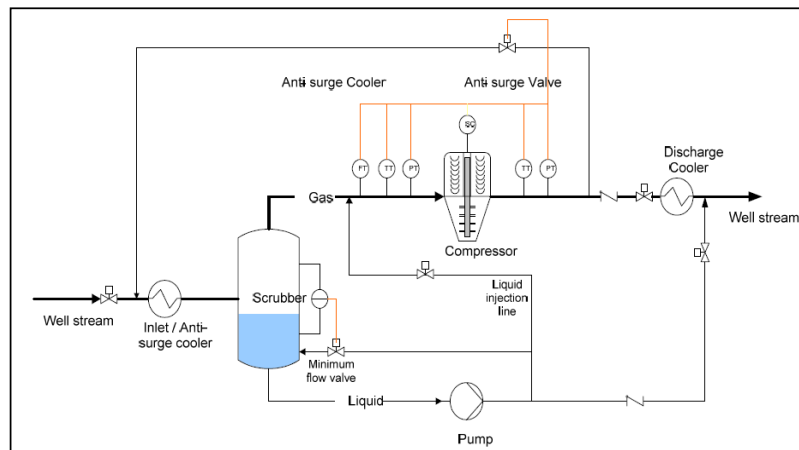 Anti surge Cooler
Anti surge Valve
SC
FT
TT
PT
TT
PT
Discharge
Cooler
Gas
Well stream
Compressor
Scrubber
Liquid
injection
line
Well stream
Inlet / Anti-
surge cooler
Minimum
flow valve
Liquid
Pump